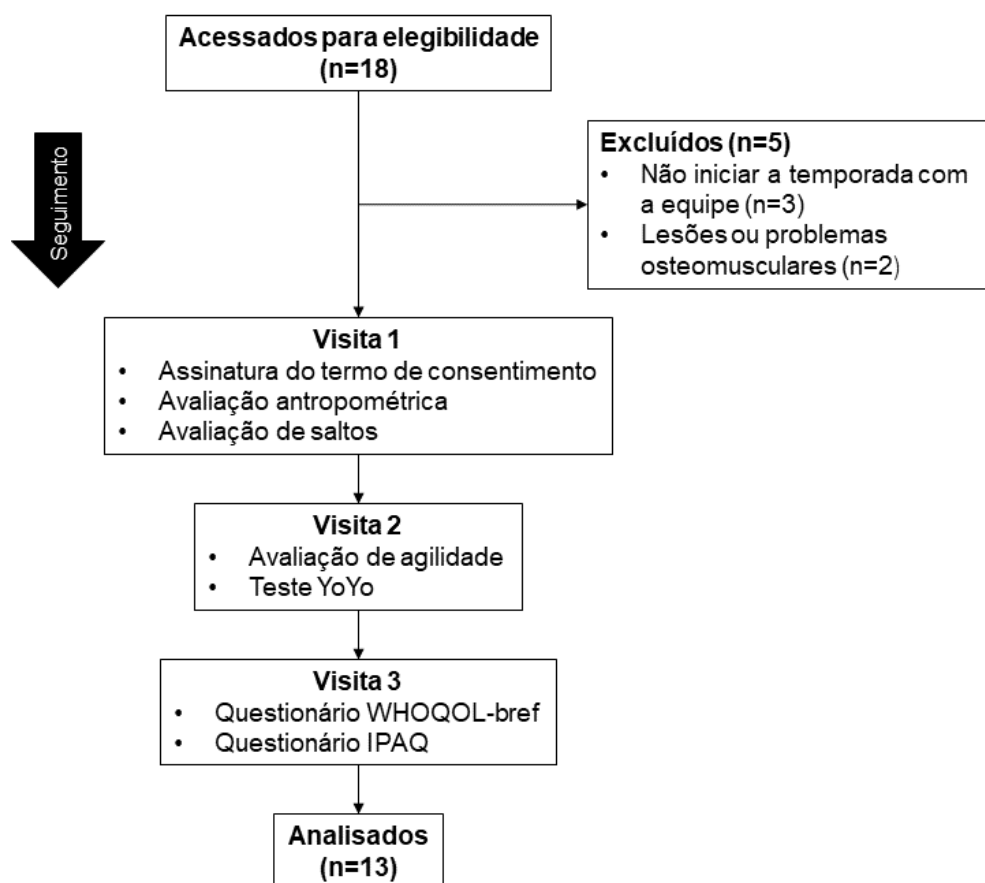 Acessados para elegibilidade
(n=18)
Seguimento
Excluídos (n=5)
• Não iniciar a temporada com
a equipe (n=3)
• Lesões ou problemas
osteomusculares (n=2)
Visita 1
• Assinatura do termo de consentimento
• Avaliação antropométrica
• Avaliação de saltos
Visita 2
• Avaliação de agilidade
• Teste YoYo
Visita 3
• Questionário WHOQOL-bref
• Questionário IPAQ
Analisados
(n=13)